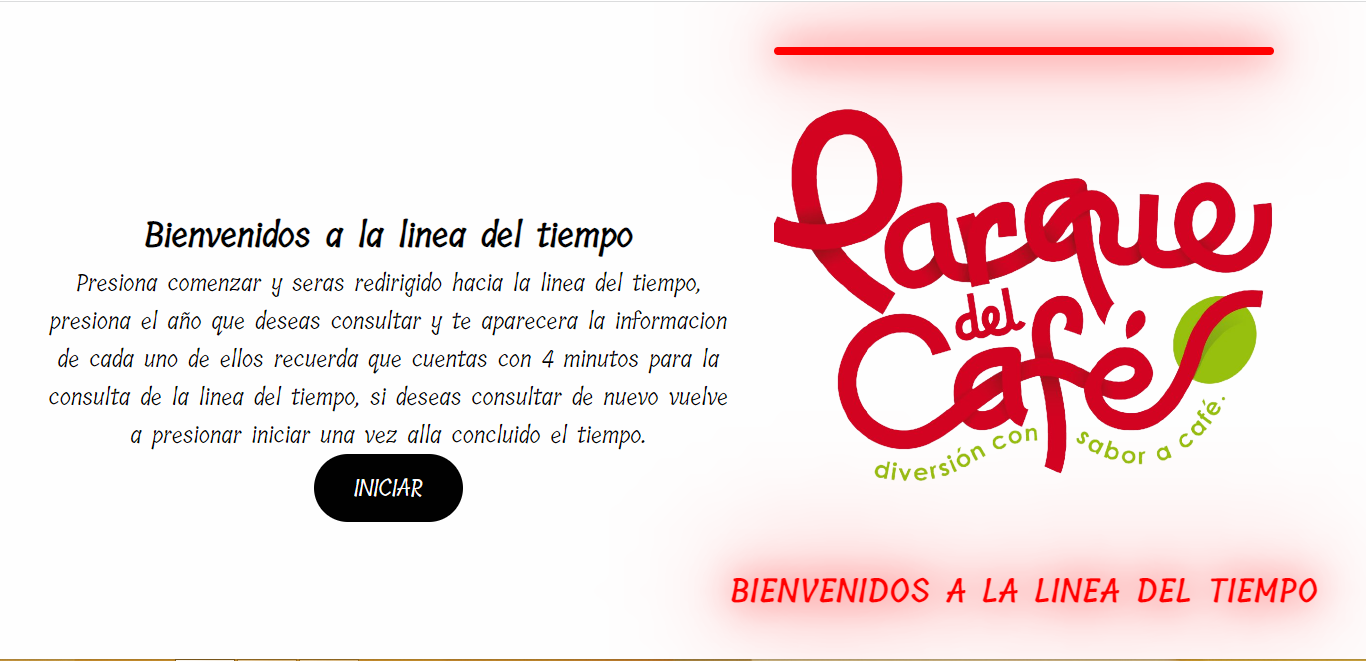 Bienvenidos a la linea del tiempo
Presiona comenzar y seras redirigido hacia la linea del tiempo,
presiona el año que deseas consultar y te aparecera la informacion
de cada uno de ellos recuerda que cuentas con 4 minutos para la
consulta de la linea del tiempo, si deseas consultar de nuevo vuelve
a presionar iniciar una vez alla concluido el tiempo.
INICIAR
Parque
del
Café
diversión con sabor a café.
BIENVENIDOS A LA LINEA DEL TIEMPO